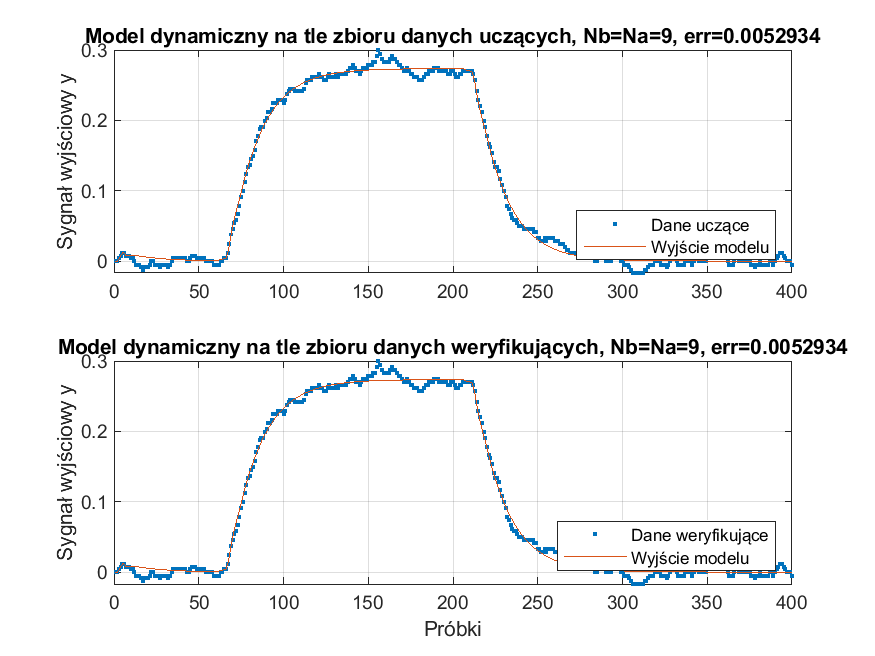 Model dynamiczny na tle zbioru danych uczących, Nb=Na=9, err=0.0052934
0.3
0.2
0.1
0
Sygnał wyjściowy y
Dane uczące
Wyjście modelu
0 50 100 150 200 250 300 350 400
Model dynamiczny na tle zbioru danych weryfikujących, Nb=Na=9, err=0.0052934
0.3
0.2
0.1
0
Sygnał wyjściowy y
Dane weryfikujące
Wyjście modelu
0 50 100 150 200 250 300 350 400
Próbki